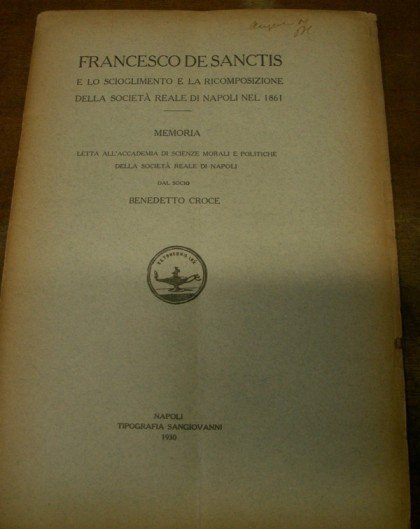 FRANCESCO DE SANCTIS
E LO SCIOGLIMENTO E LA RICOMPOSIZIONE
DELLA SOCIETÀ REALE DI NAPOLI NEL 1861
MEMORIA
LETTA ALL'ACCADEMIA DI SCIENZE MORALI E POLITICHE
DELLA SOCIETÀ REALE DI NAPOLI
DAL SOCIO
BENEDETTO CROCE
NAPOLI
TIPOGRAFIA SANGIOVANNI
1930